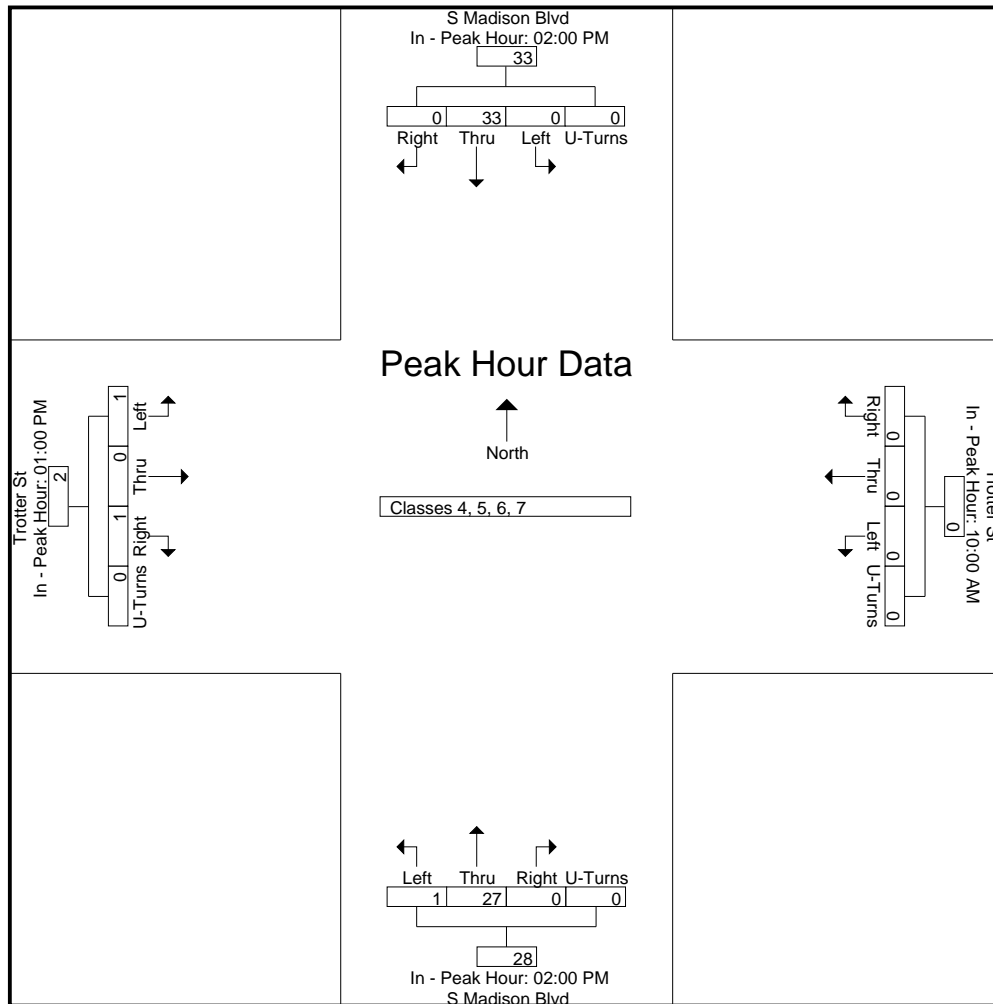 S Madison Blvd
In - Peak Hour: 02:00 PM
33
0 33 0 0
Right Thru Left U-Turns
Peak Hour Data
North
Classes 4, 5, 6, 7
Trotter St
In - Peak Hour: 01:00 PM
2
1 0 1 0
Left Thru Right U-Turns
Trotter St
In - Peak Hour: 10:00 AM
0
0 0 0 0
Right Thru Left U-Turns
Left Thru Right U-Turns
1 27 0 0
28
In - Peak Hour: 02:00 PM
S Madison Blvd